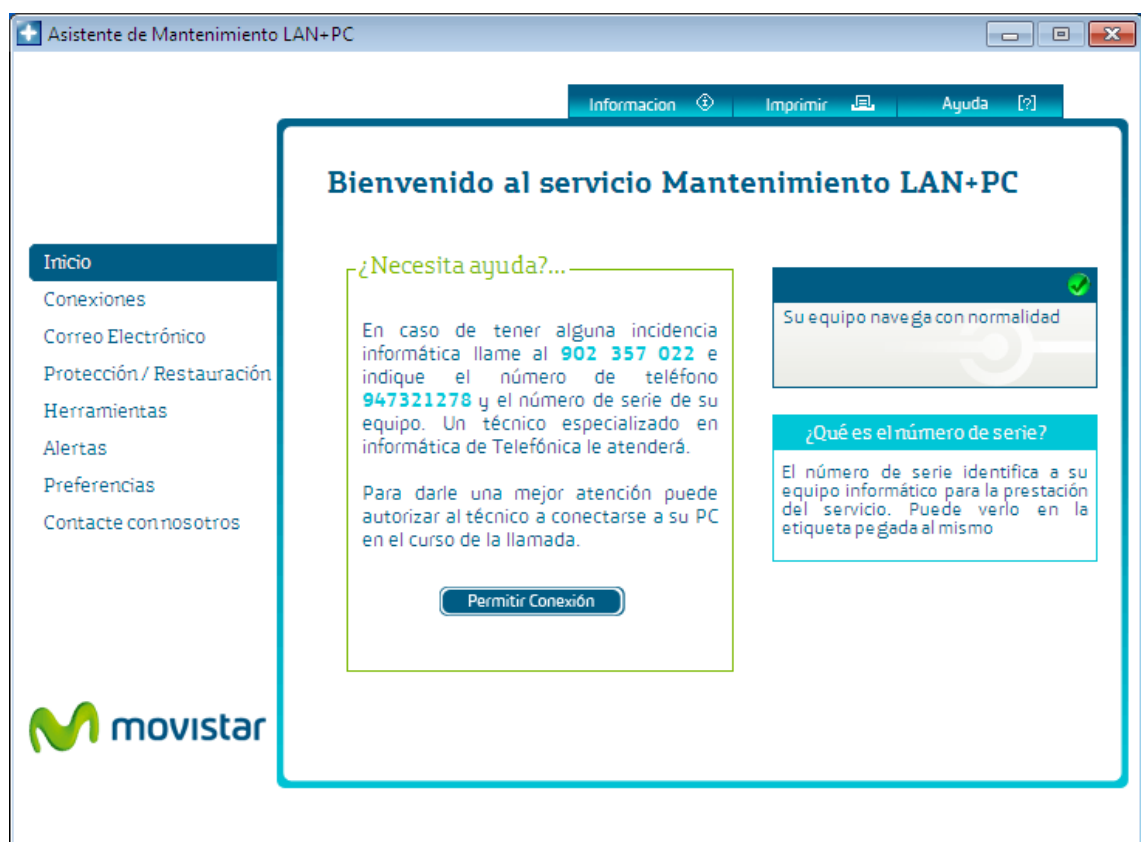 Asistente de Mantenimiento LAN+PC
Informacion
Imprimir
Ayuda [?]
Bienvenido al servicio Mantenimiento LAN+PC
Inicio
Conexiones
Correo Electrónico
Protección / Restauración
Herramientas
Alertas
Preferencias
Contacte con nosotros
¿Necesita ayuda?...
En caso de tener alguna incidencia
informática llame al 902 357 022 e
indique el número de teléfono
947321278 y el número de serie de su
equipo. Un técnico especializado en
informática de Telefónica le atenderá.
Para darle una mejor atención puede
autorizar al técnico a conectarse a su PC
en el curso de la llamada.
Permitir Conexión
Su equipo navega con normalidad
¿Qué es el número de serie?
El número de serie identifica a su
equipo informático para la prestación
del servicio. Puede verlo en la
etiqueta pegada al mismo
movistar